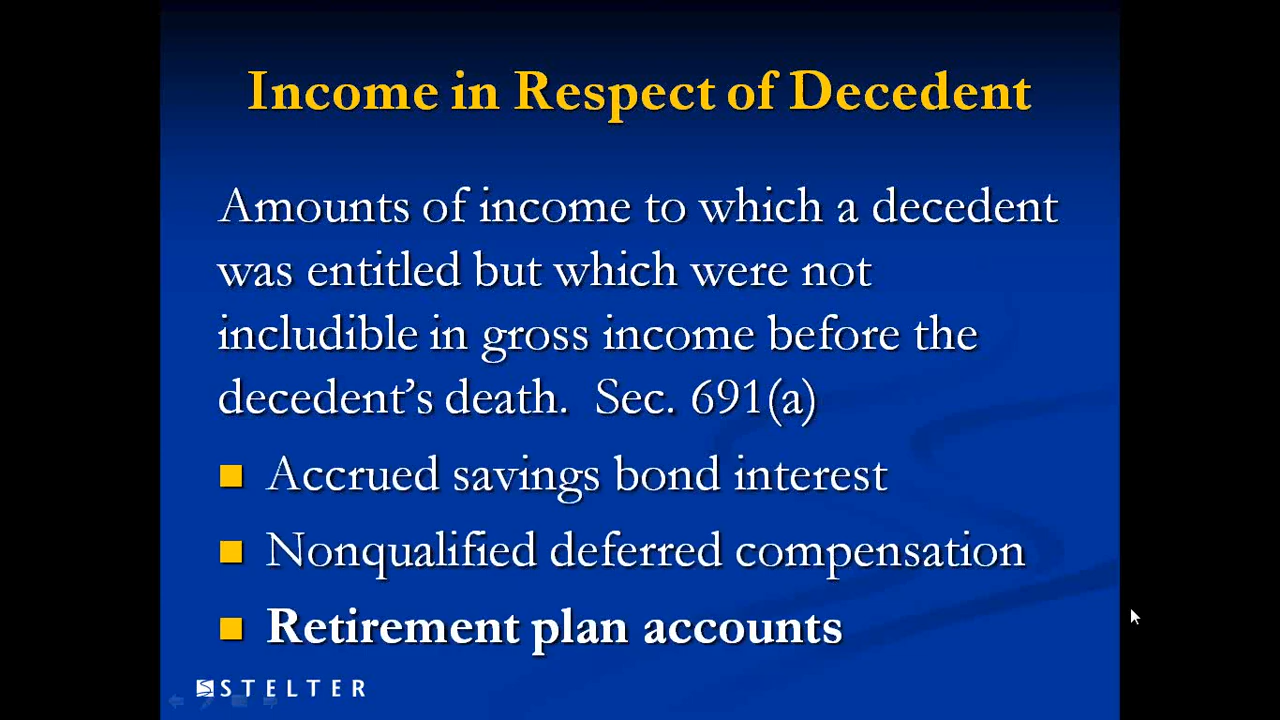 Income in Respect of Decedent
Amounts of income to which a decedent
was entitled but which were not
includible in gross income before the
decedent’s death.  Sec. 691(a)
Accrued savings bond interest
Nonqualified deferred compensation
Retirement plan accounts
STELTER